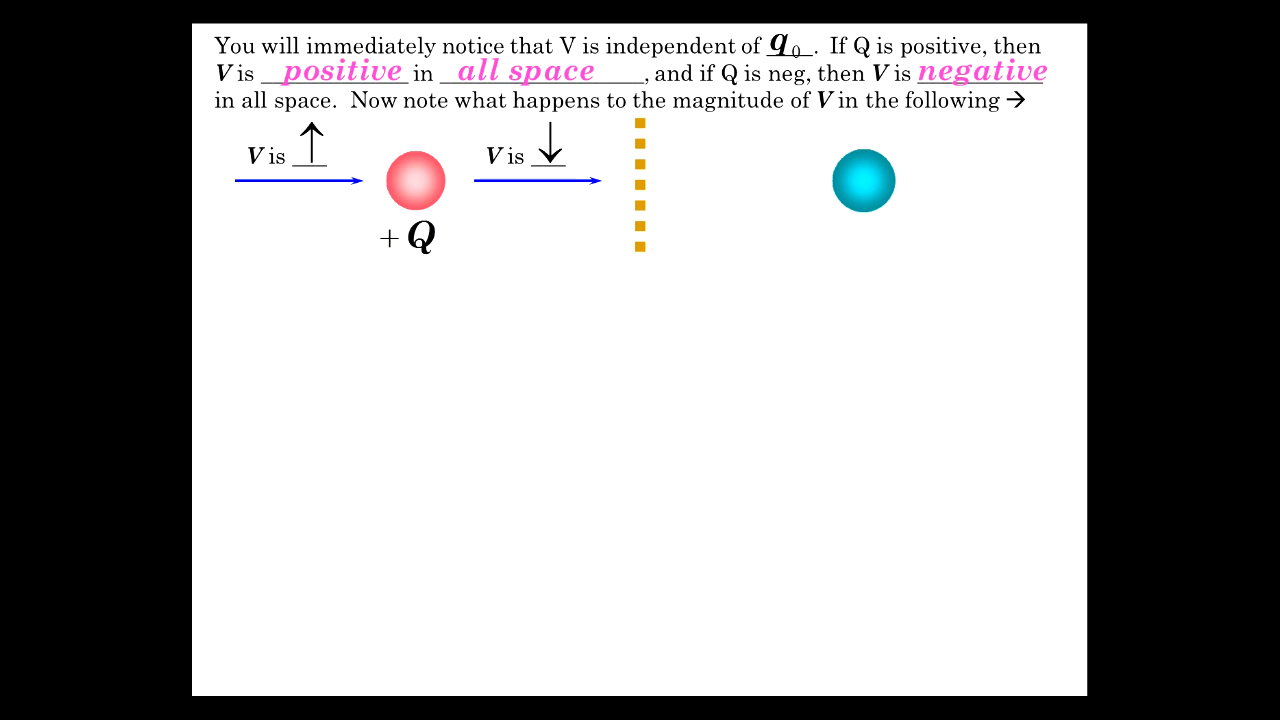 You will immediately notice that V is independent of q₀. If Q is positive, then
V is positive in all space, and if Q is neg, then V is negative
in all space. Now note what happens to the magnitude of V in the following →
V is ↑
V is ↓
+ Q